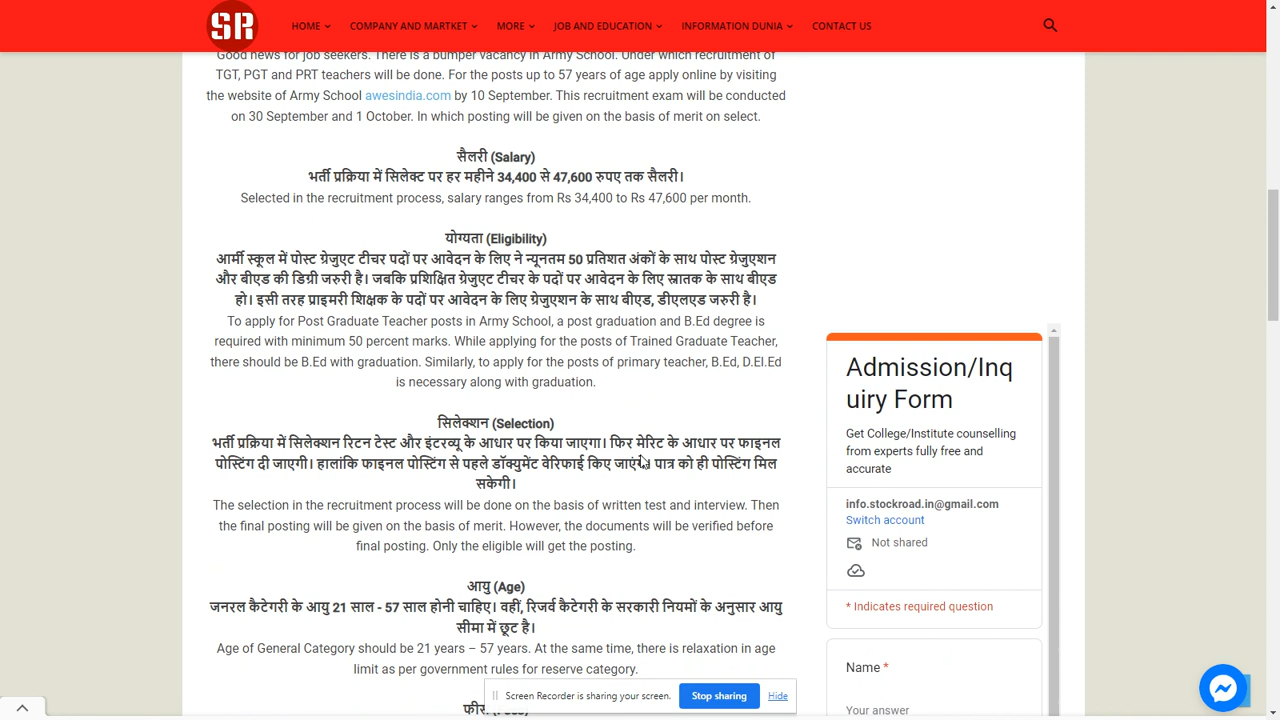 SR
HOME
COMPANY AND MARTKET
MORE
JOB AND EDUCATION
INFORMATION DUNIA
CONTACT US
Good news for job seekers. There is a bumper vacancy in Army School. Under which recruitment of
TGT, PGT and PRT teachers will be done. For the posts up to 57 years of age apply online by visiting
the website of Army School awesindia.com by 10 September. This recruitment exam will be conducted
on 30 September and 1 October. In which posting will be given on the basis of merit on select.
सैलरी (Salary)
भर्ती प्रक्रिया में सिलेक्ट पर हर महीने 34,400 से 47,600 रुपए तक सैलरी।
Selected in the recruitment process, salary ranges from Rs 34,400 to Rs 47,600 per month.
योग्यता (Eligibility)
आर्मी स्कूल में पोस्ट ग्रेजुएट टीचर पदों पर आवेदन के लिए ने न्यूनतम 50 प्रतिशत अंकों के साथ पोस्ट ग्रेजुएशन
और बीएड की डिग्री जरुरी है। जबकि प्रशिक्षित ग्रेजुएट टीचर के पदों पर आवेदन के लिए स्नातक के साथ बीएड
हो। इसी तरह प्राइमरी शिक्षक के पदों पर आवेदन के लिए ग्रेजुएशन के साथ बीएड, डीएलएड जरुरी है।
To apply for Post Graduate Teacher posts in Army School, a post graduation and B.Ed degree is
required with minimum 50 percent marks. While applying for the posts of Trained Graduate Teacher,
there should be B.Ed with graduation. Similarly, to apply for the posts of primary teacher, B.Ed, D.El.Ed
is necessary along with graduation.
सिलेक्शन (Selection)
भर्ती प्रक्रिया में सिलेक्शन रिटन टेस्ट और इंटरव्यू के आधार पर किया जाएगा। फिर मेरिट के आधार पर फाइनल
पोस्टिंग दी जाएगी। हालांकि फाइनल पोस्टिंग से पहले डॉक्युमेंट वेरिफाई किए जाएंगे। पात्र को ही पोस्टिंग मिल
सकेगी।
The selection in the recruitment process will be done on the basis of written test and interview. Then
the final posting will be given on the basis of merit. However, the documents will be verified before
final posting. Only the eligible will get the posting.
आयु (Age)
जनरल कैटेगरी के आयु 21 साल - 57 साल होनी चाहिए। वहीं, रिजर्व कैटेगरी के सरकारी नियमों के अनुसार आयु
सीमा में छूट है।
Age of General Category should be 21 years – 57 years. At the same time, there is relaxation in age
limit as per government rules for reserve category.
Admission/Inq
uiry Form
Get College/Institute counselling
from experts fully free and
accurate
info.stockroad.in@gmail.com
Switch account
Not shared
* Indicates required question
Name *
Your answer
Screen Recorder is sharing your screen.
Stop sharing
Hide